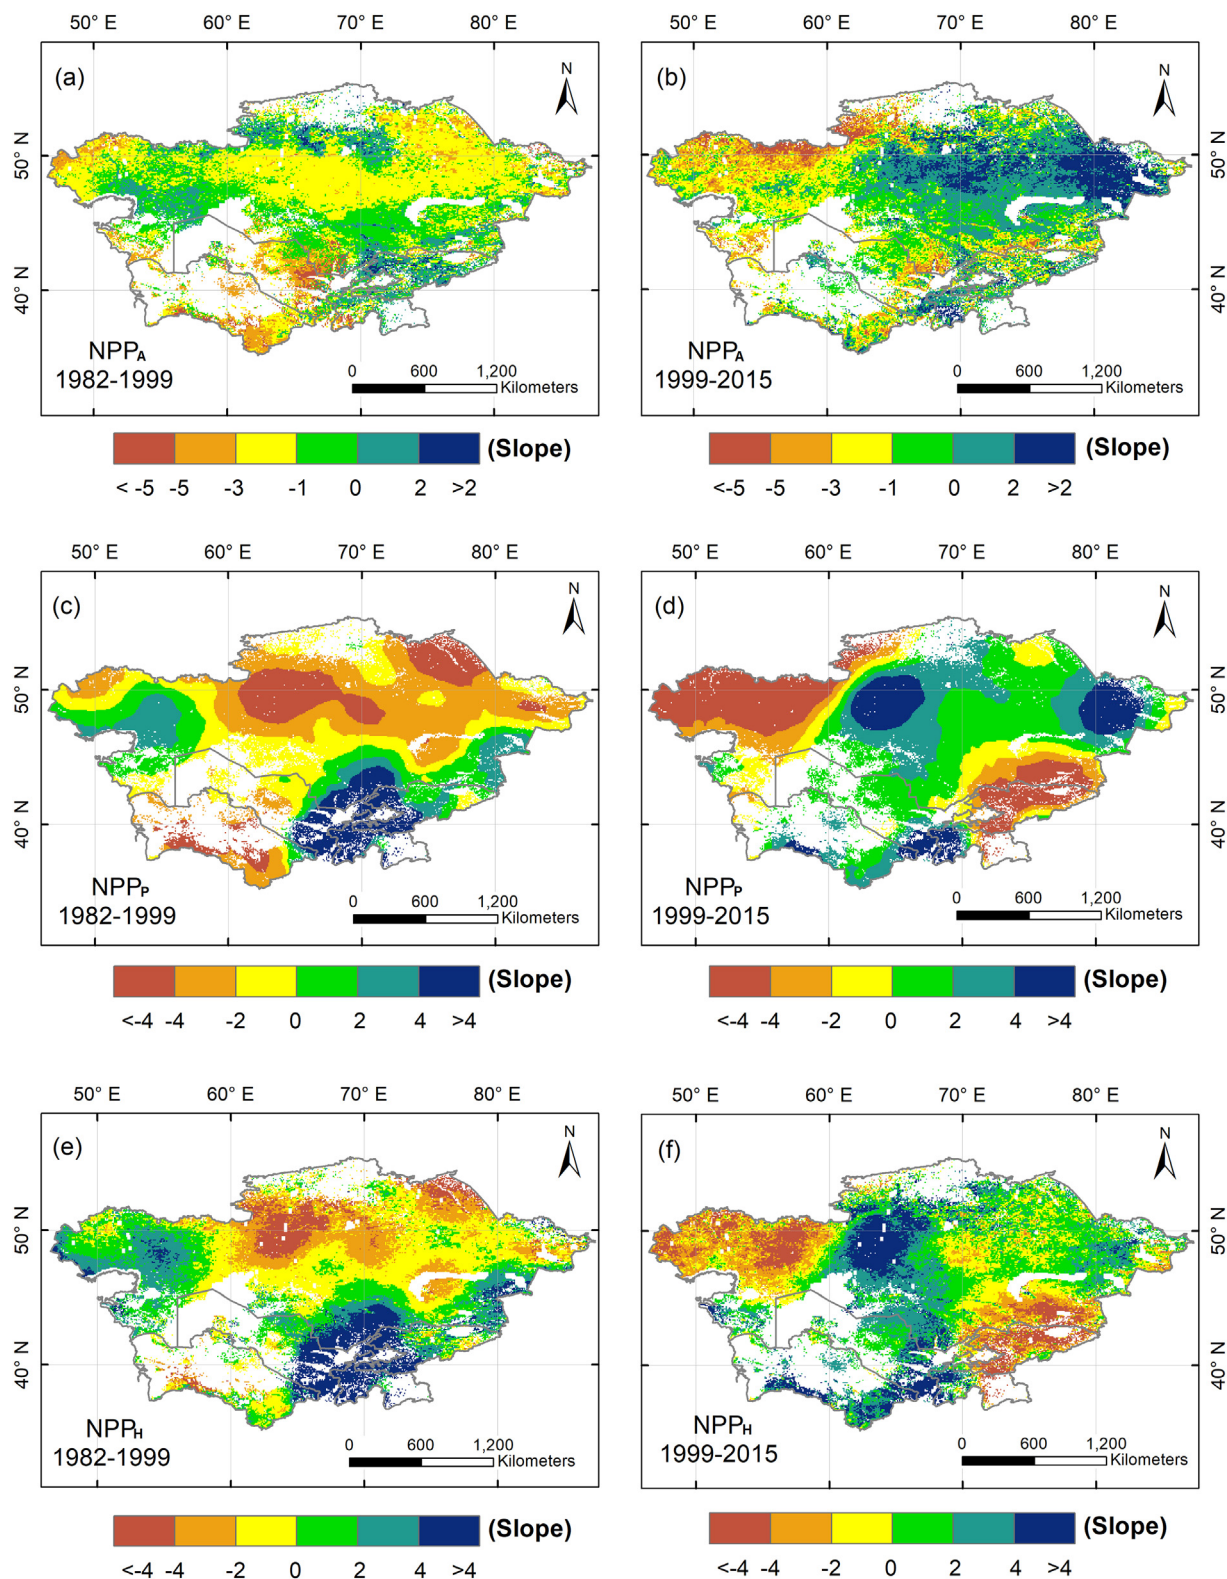 50° E 60° E 70° E 80° E
50° E 60° E 70° E 80° E
(a)
N
50° N
40° N
NPPA
1982-1999
0 600 1,200
Kilometers
(b)
N
50° N
40° N
NPPA
1999-2015
0 600 1,200
Kilometers
(Slope)
< -5 -5 -3 -1 0 2 >2
(Slope)
<-5 -5 -3 -1 0 2 >2
50° E 60° E 70° E 80° E
50° E 60° E 70° E 80° E
(c)
N
50° N
40° N
NPPP
1982-1999
0 600 1,200
Kilometers
(d)
N
50° N
40° N
NPPP
1999-2015
0 600 1,200
Kilometers
(Slope)
<-4 -4 -2 0 2 4 >4
(Slope)
<-4 -4 -2 0 2 4 >4
50° E 60° E 70° E 80° E
50° E 60° E 70° E 80° E
(e)
N
50° N
40° N
NPPH
1982-1999
0 600 1,200
Kilometers
(f)
N
50° N
40° N
NPPH
1999-2015
0 600 1,200
Kilometers
(Slope)
<-4 -4 -2 0 2 4 >4
(Slope)
<-4 -4 -2 0 2 4 >4